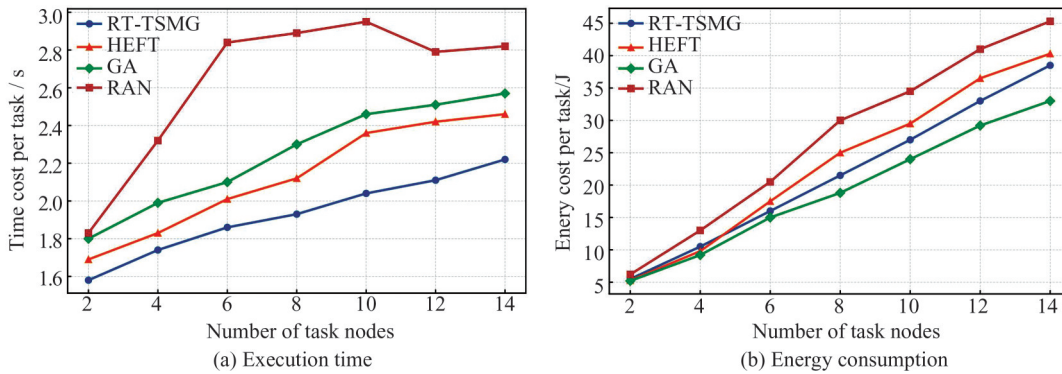 3.0
2.8
2.6
2.4
2.2
2.0
1.8
1.6
Time cost per task / s
RT-TSMG
HEFT
GA
RAN
2 4 6 8 10 12 14
Number of task nodes
(a) Execution time
45
40
35
30
25
20
15
10
5
Enery cost per task/J
RT-TSMG
HEFT
GA
RAN
2 4 6 8 10 12 14
Number of task nodes
(b) Energy consumption